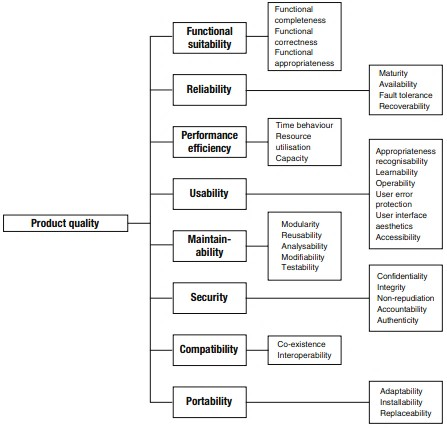 Product quality
Functional
suitability
Functional
completeness
Functional
correctness
Functional
appropriateness
Reliability
Maturity
Availability
Fault tolerance
Recoverability
Performance
efficiency
Time behaviour
Resource
utilisation
Capacity
Usability
Appropriateness
recognisability
Learnability
Operability
User error
protection
User interface
aesthetics
Accessibility
Maintain-
ability
Modularity
Reusability
Analysability
Modifiability
Testability
Security
Confidentiality
Integrity
Non-repudiation
Accountability
Authenticity
Compatibility
Co-existence
Interoperability
Portability
Adaptability
Installability
Replaceability